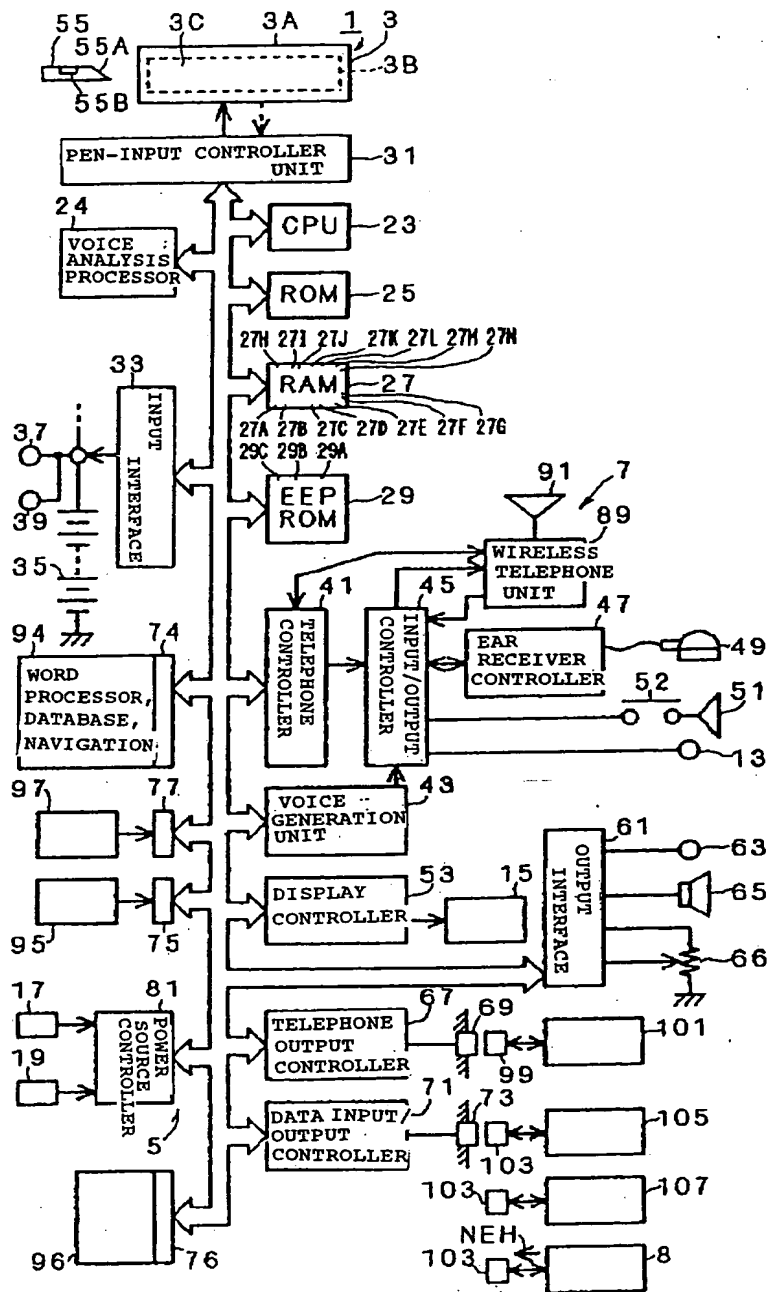 55 3C 3A 1 3
55A
3B
55B
PEN-INPUT CONTROLLER
UNIT
31
24
VOICE
ANALYSIS
PROCESSOR
CPU
23
ROM
25
27H 27I 27J 27K 27L 27M 27N
RAM
27
27A 27B 27C 27D 27E 27F 27G
33
INPUT INTERFACE
37
39
35
29C 29B 29A
EEP
ROM
29
91
7
89
WIRELESS
TELEPHONE
UNIT
41
TELEPHONE CONTROLLER
45
INPUT/OUTPUT CONTROLLER
47
EAR
RECEIVER
CONTROLLER
49
52
51
13
94
74
WORD
PROCESSOR,
DATABASE,
NAVIGATION
97
77
VOICE
GENERATION
UNIT
43
61
OUTPUT INTERFACE
63
65
66
95
75
DISPLAY
CONTROLLER
53
15
17
19
81
POWER SOURCE CONTROLLER
5
TELEPHONE
OUTPUT
CONTROLLER
67
69
99
101
DATA INPUT/
OUTPUT
CONTROLLER
71
73
103
105
103
107
NEH
103
8
96
76